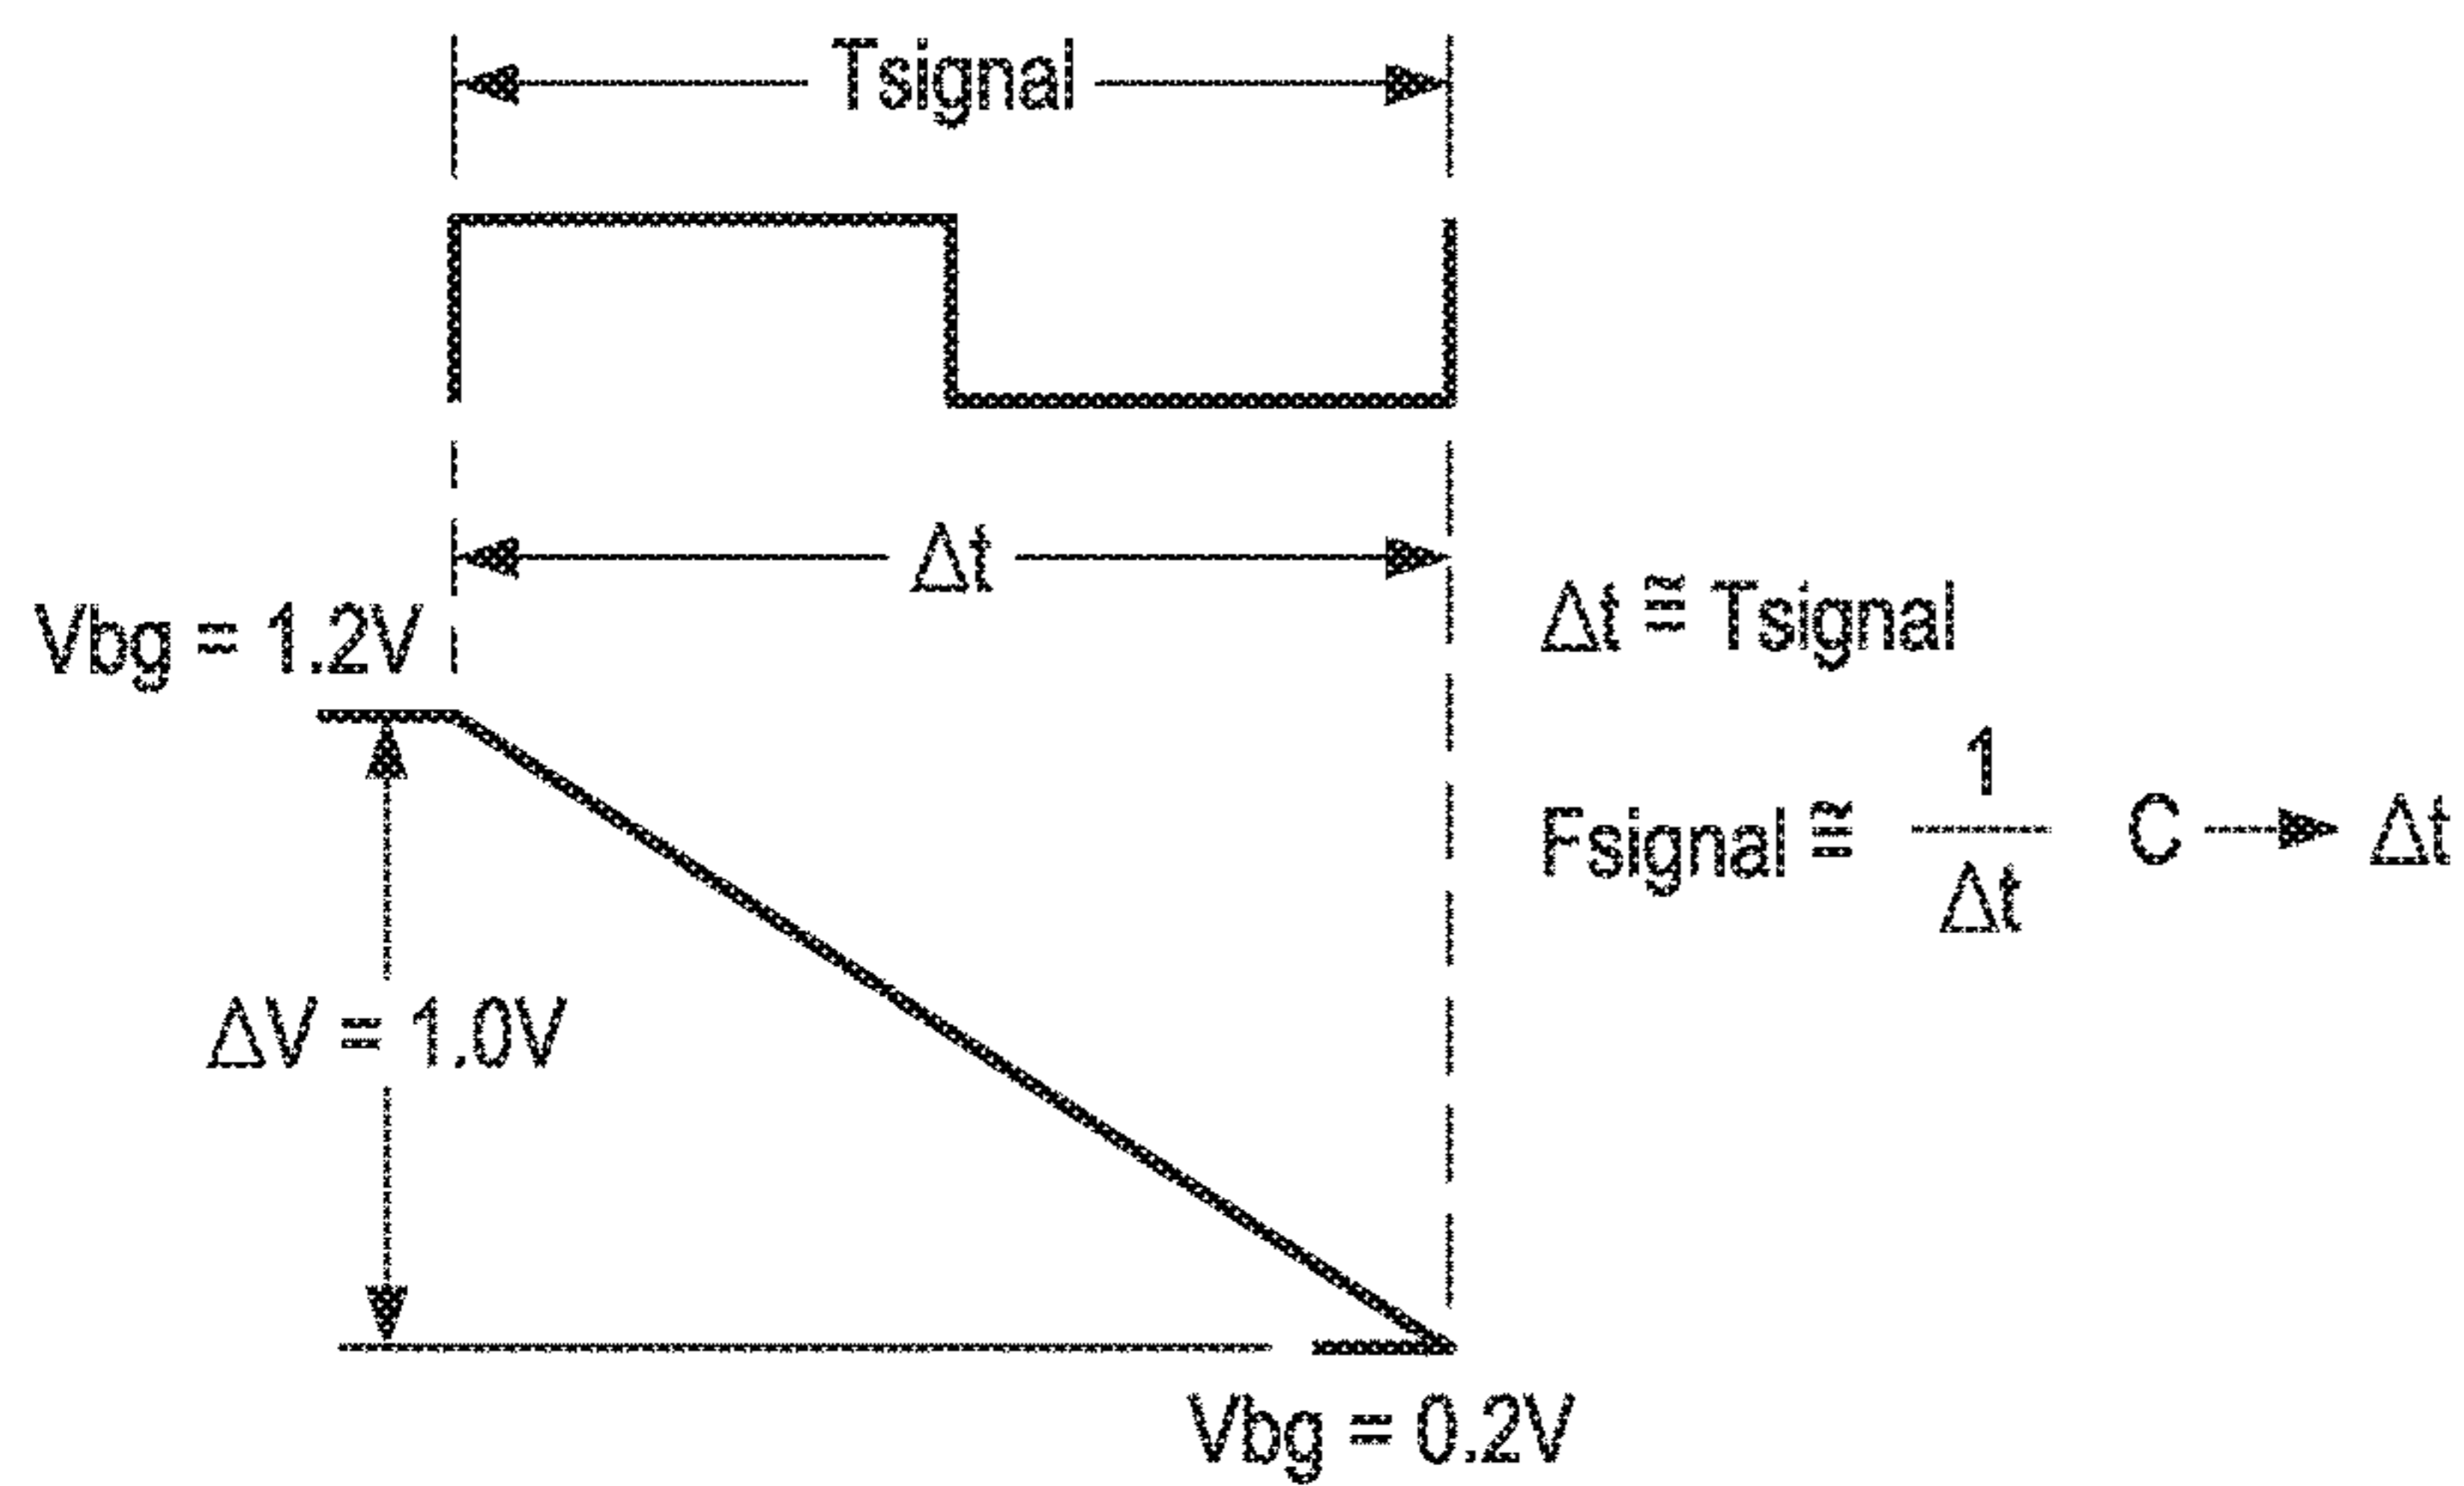 Tsignal
Δt
Vbg = 1.2V
Δt ≅ Tsignal
Fsignal ≅ 1/Δt C → Δt
ΔV = 1.0V
Vbg = 0.2V